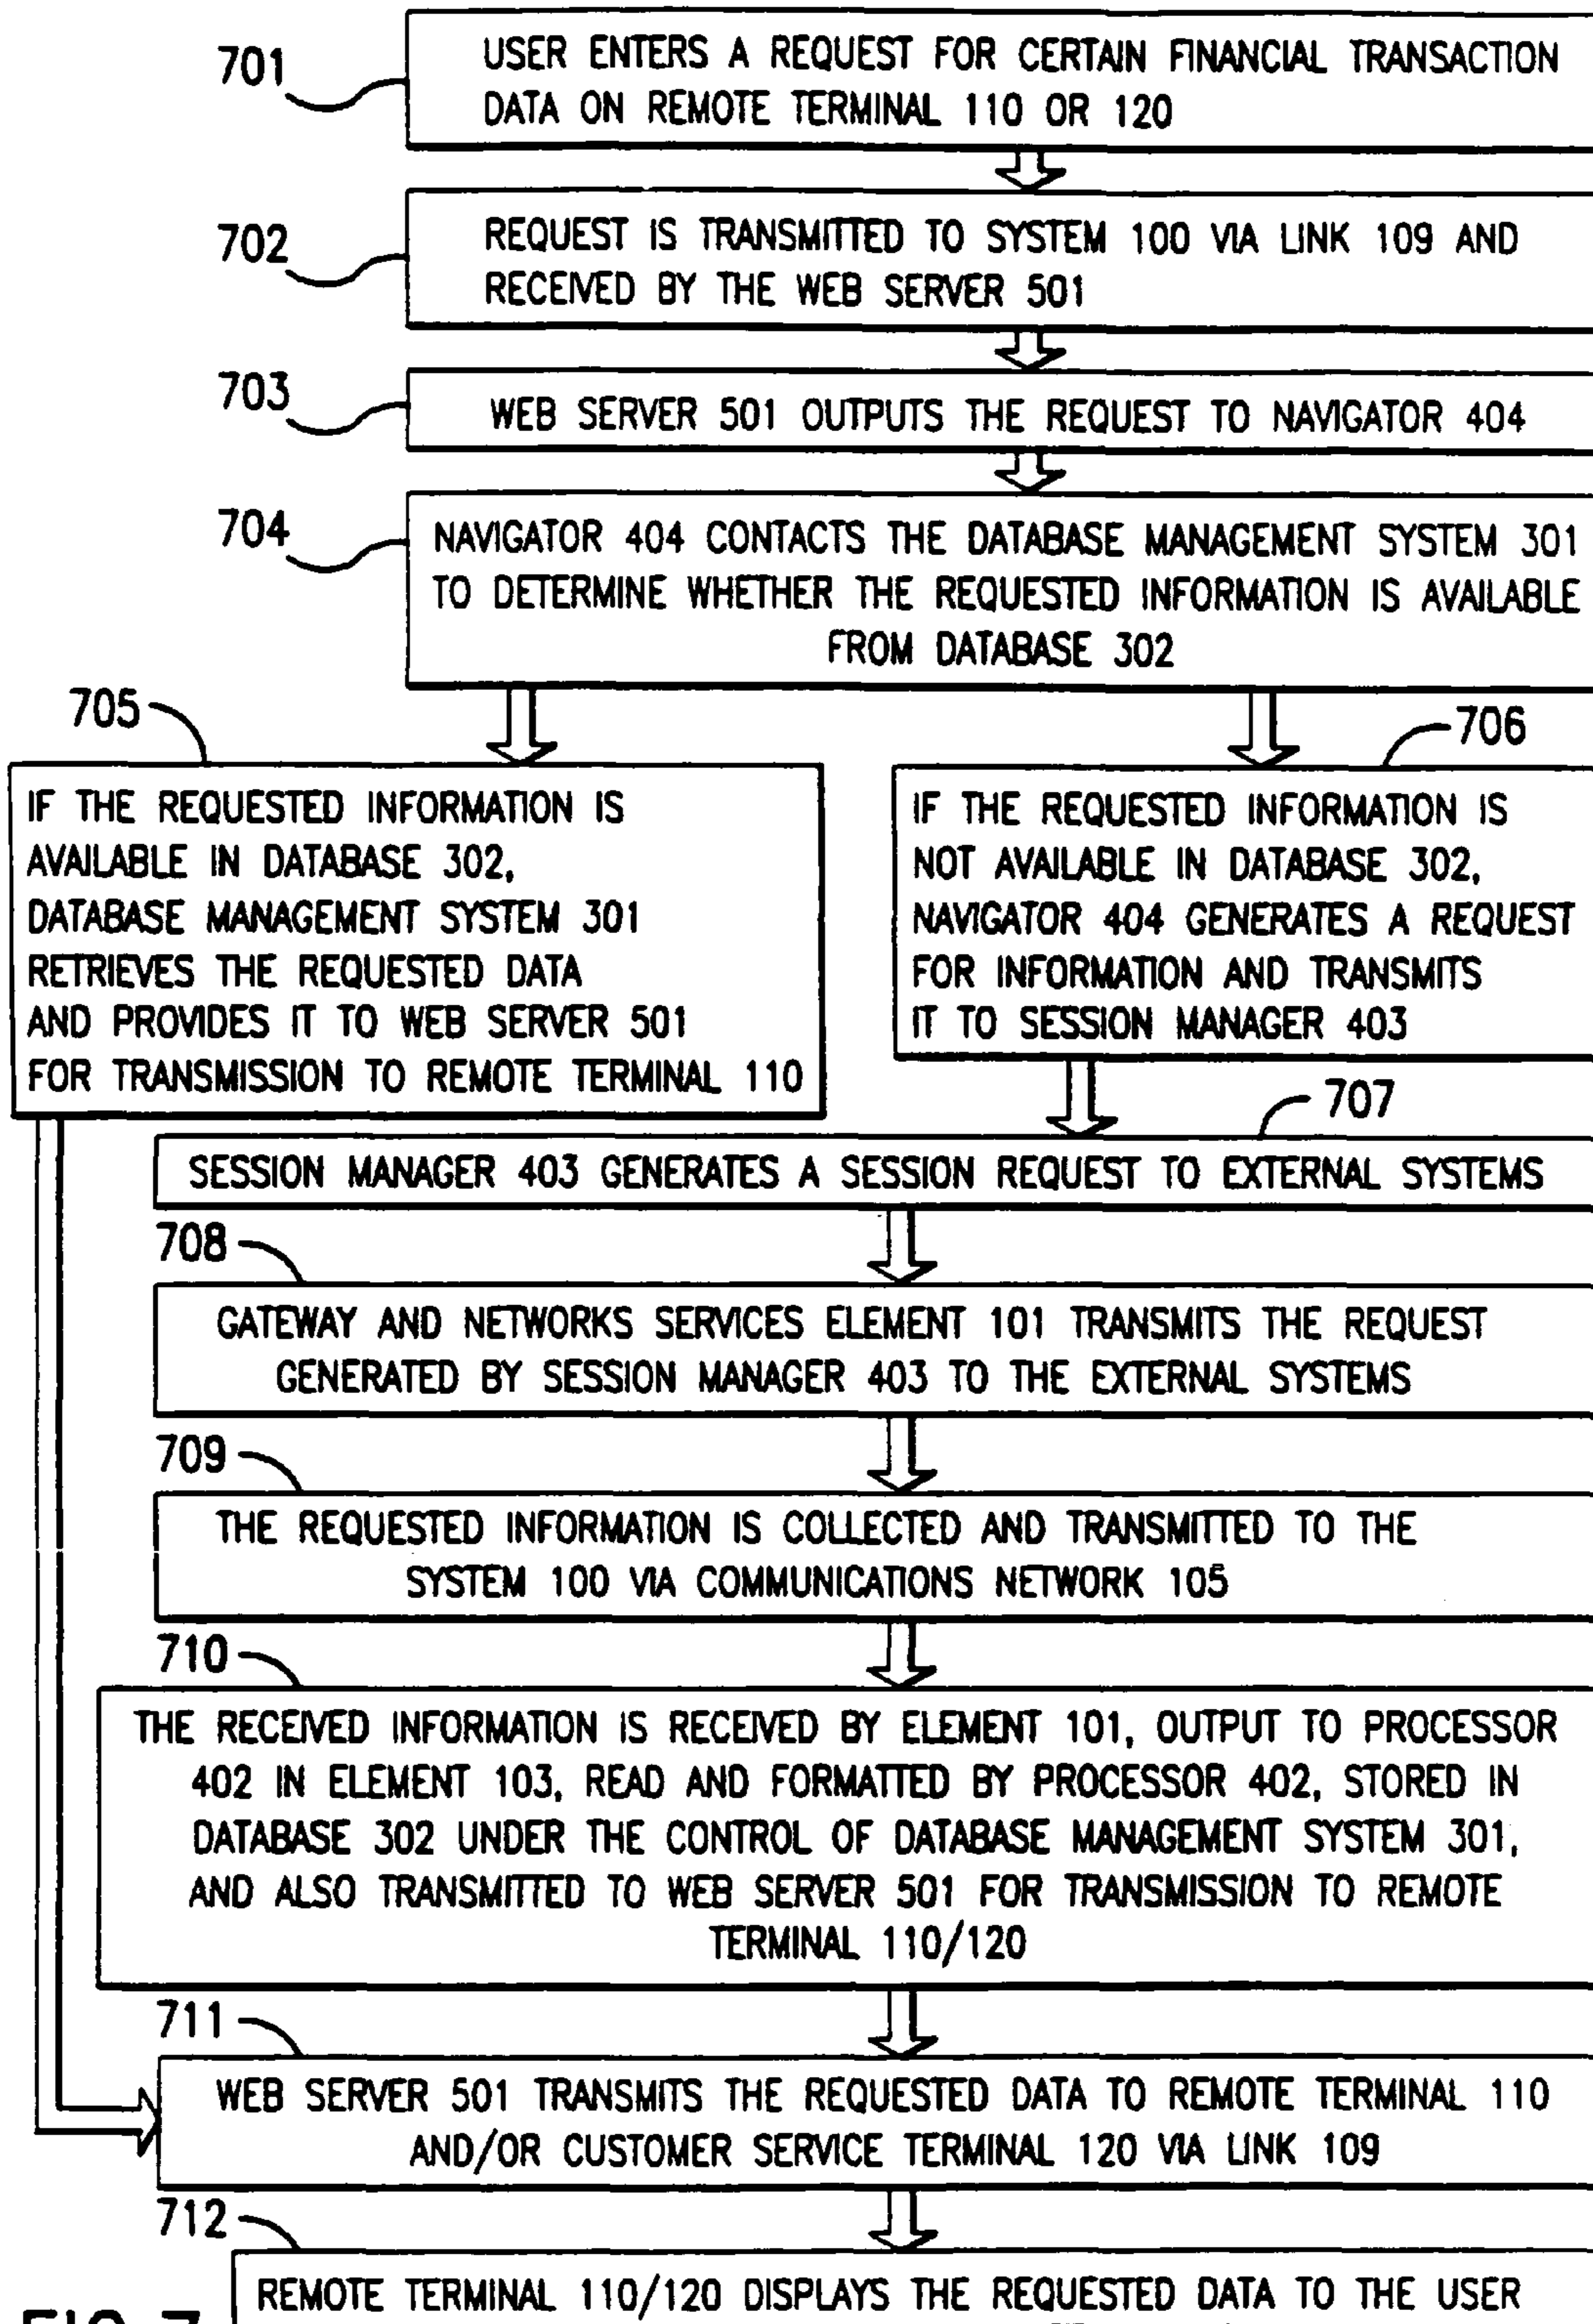 701
USER ENTERS A REQUEST FOR CERTAIN FINANCIAL TRANSACTION
DATA ON REMOTE TERMINAL 110 OR 120
702
REQUEST IS TRANSMITTED TO SYSTEM 100 VIA LINK 109 AND
RECEIVED BY THE WEB SERVER 501
703
WEB SERVER 501 OUTPUTS THE REQUEST TO NAVIGATOR 404
704
NAVIGATOR 404 CONTACTS THE DATABASE MANAGEMENT SYSTEM 301
TO DETERMINE WHETHER THE REQUESTED INFORMATION IS AVAILABLE
FROM DATABASE 302
705
IF THE REQUESTED INFORMATION IS
AVAILABLE IN DATABASE 302,
DATABASE MANAGEMENT SYSTEM 301
RETRIEVES THE REQUESTED DATA
AND PROVIDES IT TO WEB SERVER 501
FOR TRANSMISSION TO REMOTE TERMINAL 110
706
IF THE REQUESTED INFORMATION IS
NOT AVAILABLE IN DATABASE 302,
NAVIGATOR 404 GENERATES A REQUEST
FOR INFORMATION AND TRANSMITS
IT TO SESSION MANAGER 403
707
SESSION MANAGER 403 GENERATES A SESSION REQUEST TO EXTERNAL SYSTEMS
708
GATEWAY AND NETWORKS SERVICES ELEMENT 101 TRANSMITS THE REQUEST
GENERATED BY SESSION MANAGER 403 TO THE EXTERNAL SYSTEMS
709
THE REQUESTED INFORMATION IS COLLECTED AND TRANSMITTED TO THE
SYSTEM 100 VIA COMMUNICATIONS NETWORK 105
710
THE RECEIVED INFORMATION IS RECEIVED BY ELEMENT 101, OUTPUT TO PROCESSOR
402 IN ELEMENT 103, READ AND FORMATTED BY PROCESSOR 402, STORED IN
DATABASE 302 UNDER THE CONTROL OF DATABASE MANAGEMENT SYSTEM 301,
AND ALSO TRANSMITTED TO WEB SERVER 501 FOR TRANSMISSION TO REMOTE
TERMINAL 110/120
711
WEB SERVER 501 TRANSMITS THE REQUESTED DATA TO REMOTE TERMINAL 110
AND/OR CUSTOMER SERVICE TERMINAL 120 VIA LINK 109
712
REMOTE TERMINAL 110/120 DISPLAYS THE REQUESTED DATA TO THE USER